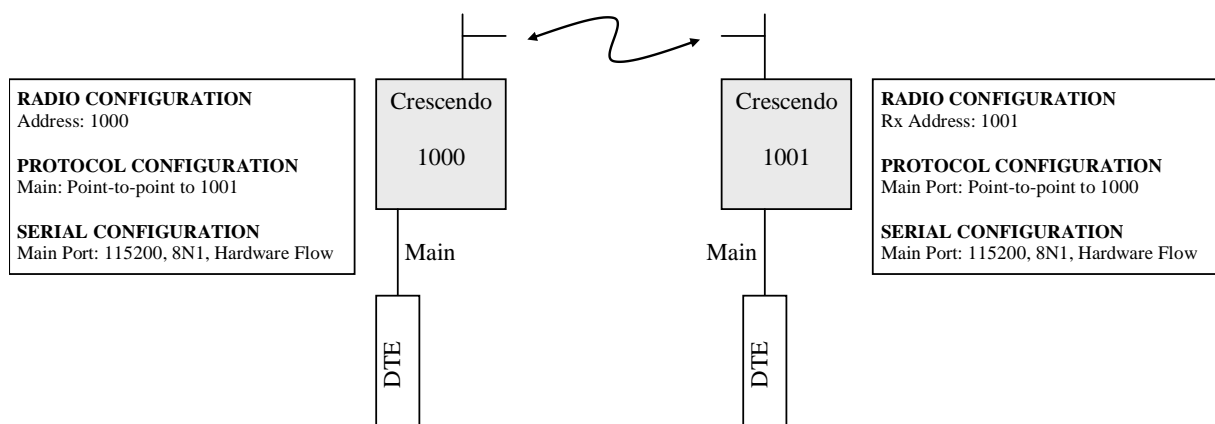 RADIO CONFIGURATION
Address: 1000
PROTOCOL CONFIGURATION
Main: Point-to-point to 1001
SERIAL CONFIGURATION
Main Port: 115200, 8N1, Hardware Flow
Crescendo
1000
Main
DTE
Crescendo
1001
Main
DTE
RADIO CONFIGURATION
Rx Address: 1001
PROTOCOL CONFIGURATION
Main Port: Point-to-point to 1000
SERIAL CONFIGURATION
Main Port: 115200, 8N1, Hardware Flow